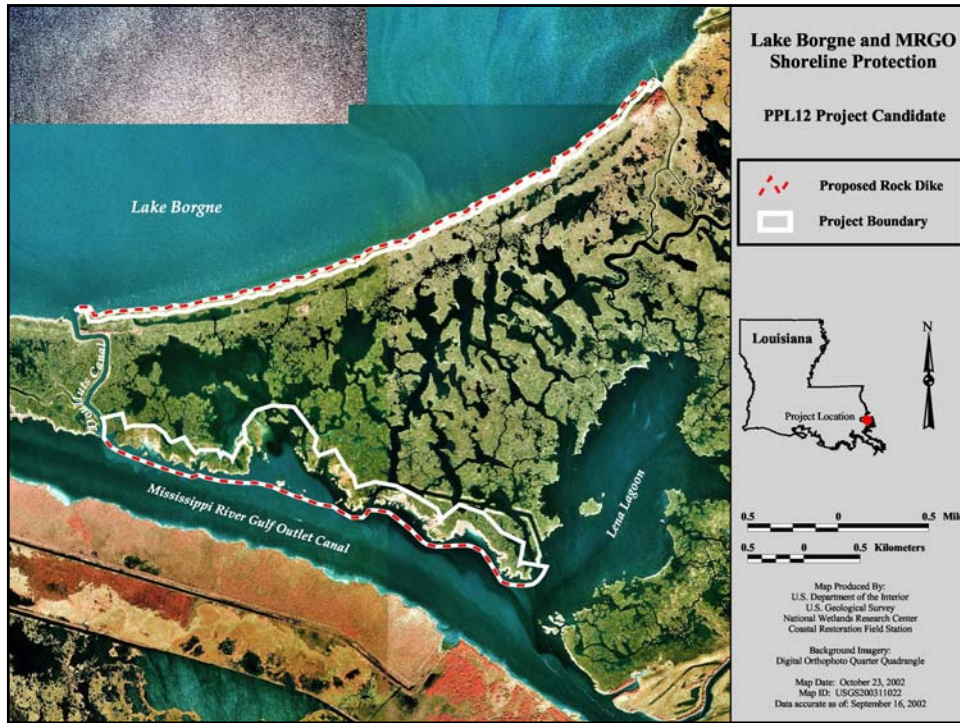 Lake Borgne and MRGO
Shoreline Protection
PPL12 Project Candidate
Proposed Rock Dike
Project Boundary
Lake Borgne
Canal
Mississippi River Gulf Outlet Canal
Lena Lagoon
Louisiana
N
Project Location
0.5 0 0.5 Mile
0.5 0 0.5 Kilometers
Map Produced By:
U.S. Department of the Interior
U.S. Geological Survey
National Wetlands Research Center
Coastal Restoration Field Station
Background Imagery:
Digital Orthophoto Quarter Quadrangle
Map Date: October 23, 2002
Map ID: USGS200311022
Data accurate as of: September 16, 2002